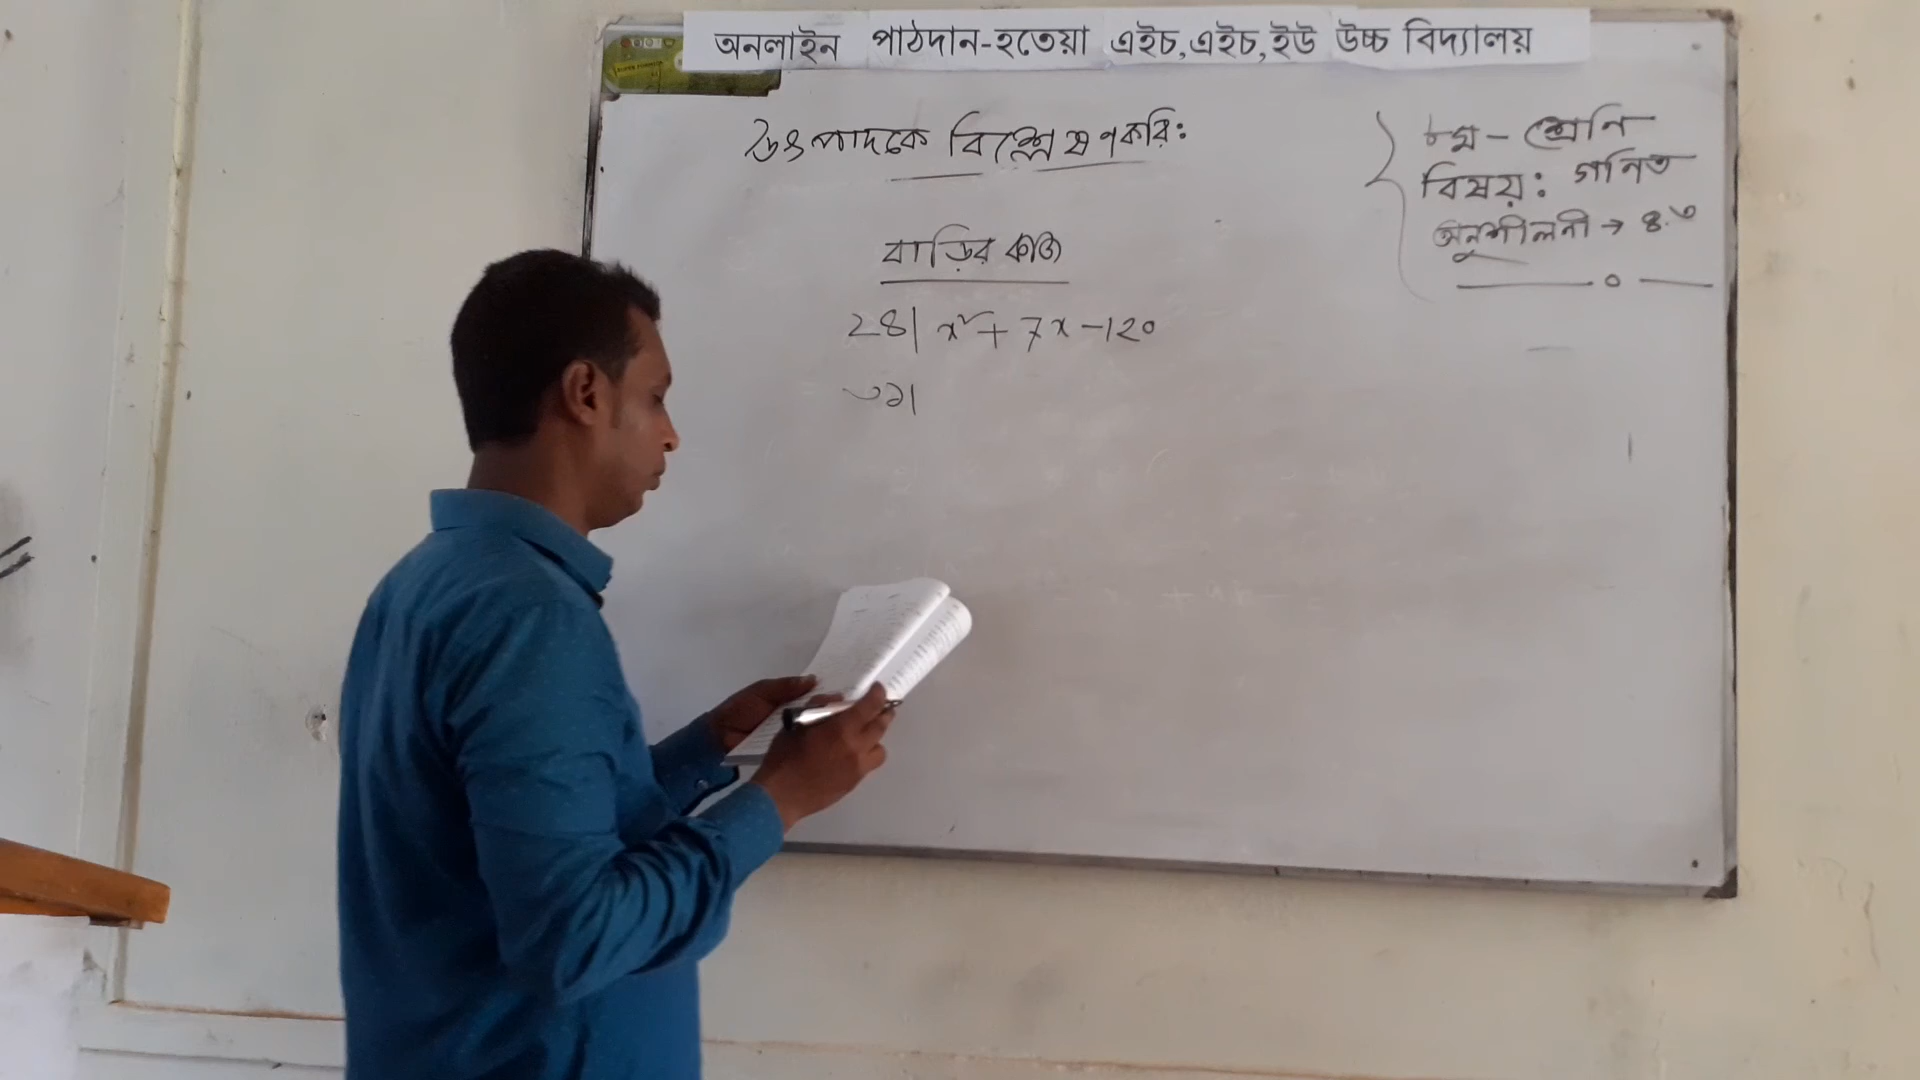 অনলাইন পাঠদান-হতেয়া এইচ,এইচ,ইউ উচ্চ বিদ্যালয়
উৎপাদকে বিশ্লেষণ করি:
৮ম - শ্রেনি
বিষয়: গনিত
অনুশীলনী → ৪.৩
বাড়ির কাজ
২৪| x² + 7x - 120
৩১|